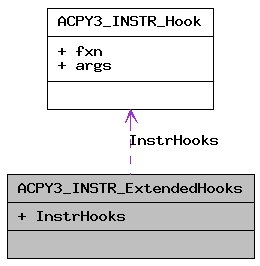 ACPY3_INSTR_Hook
+ fxn
+ args
InstrHooks
ACPY3_INSTR_ExtendedHooks
+ InstrHooks